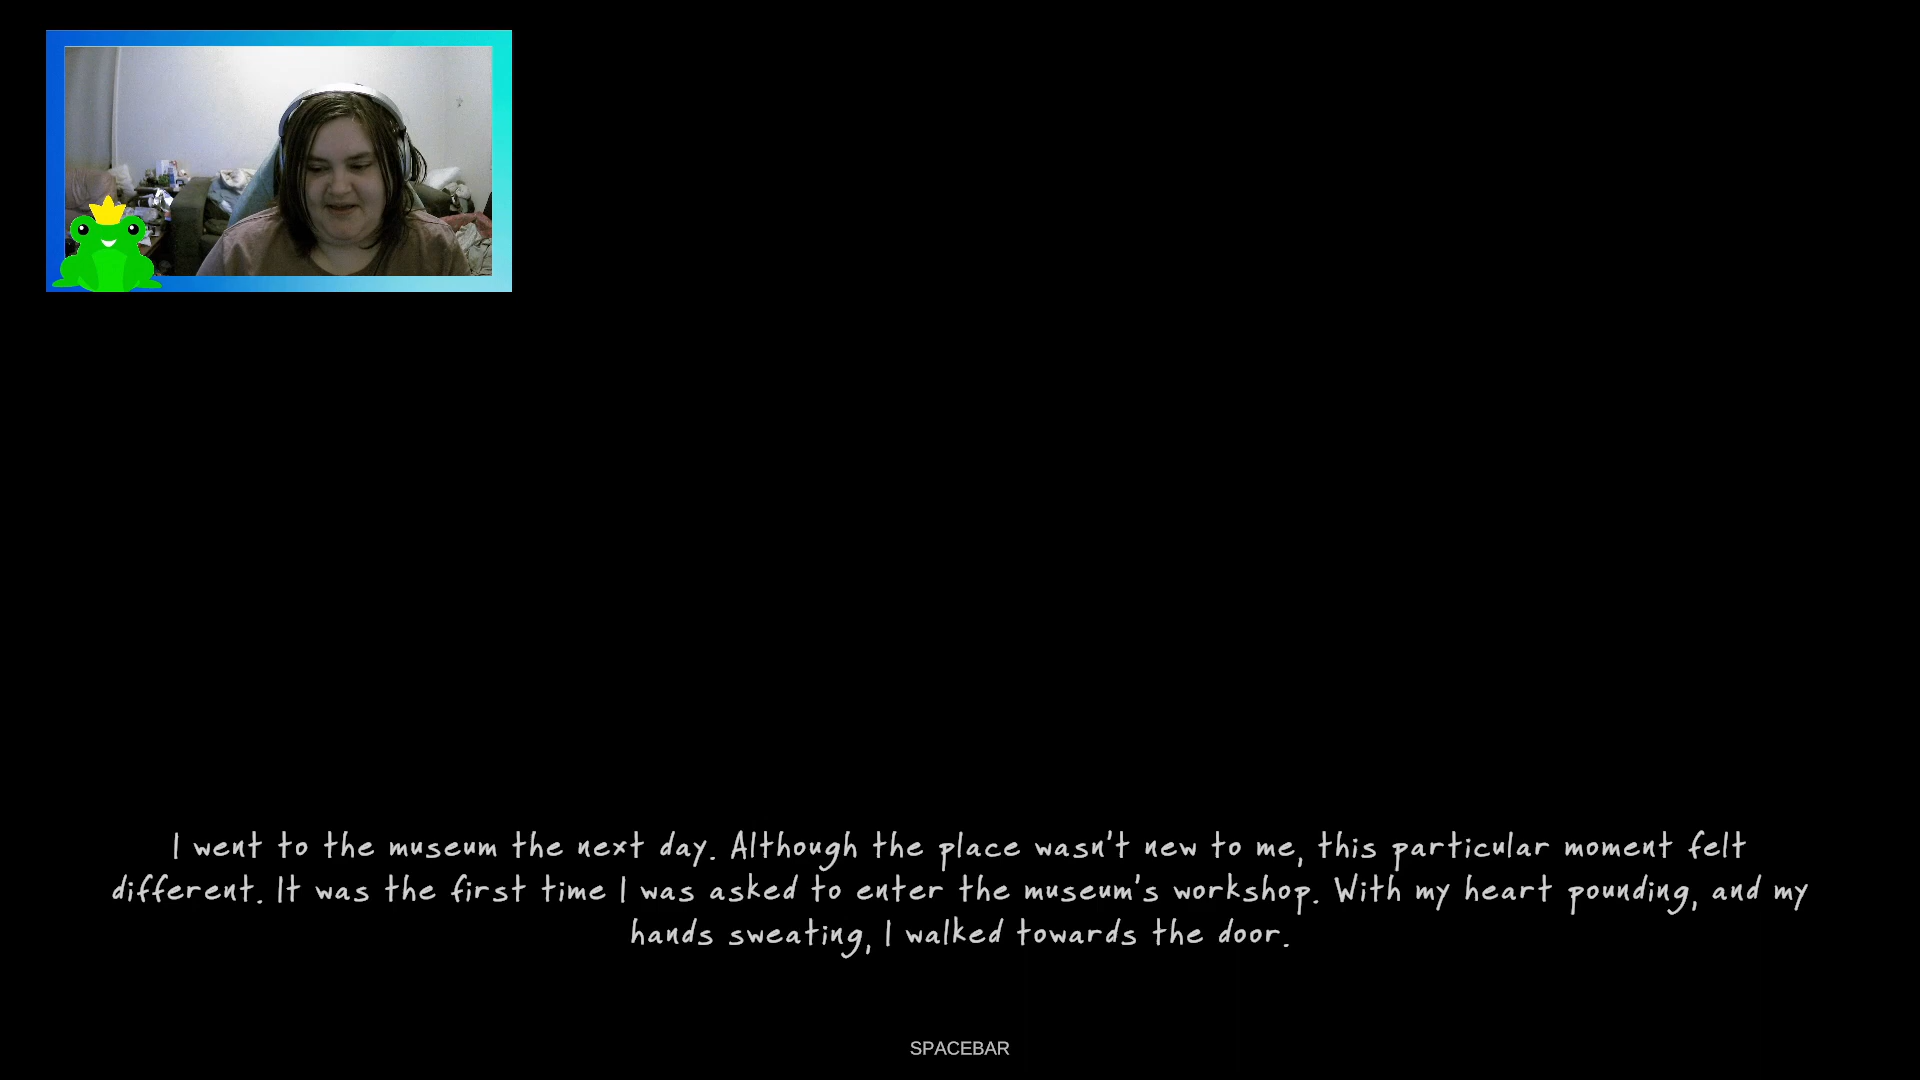 I went to the museum the next day. Although the place wasn't new to me, this particular moment felt
different. It was the first time I was asked to enter the museum's workshop. With my heart pounding, and my
hands sweating, I walked towards the door.
SPACEBAR